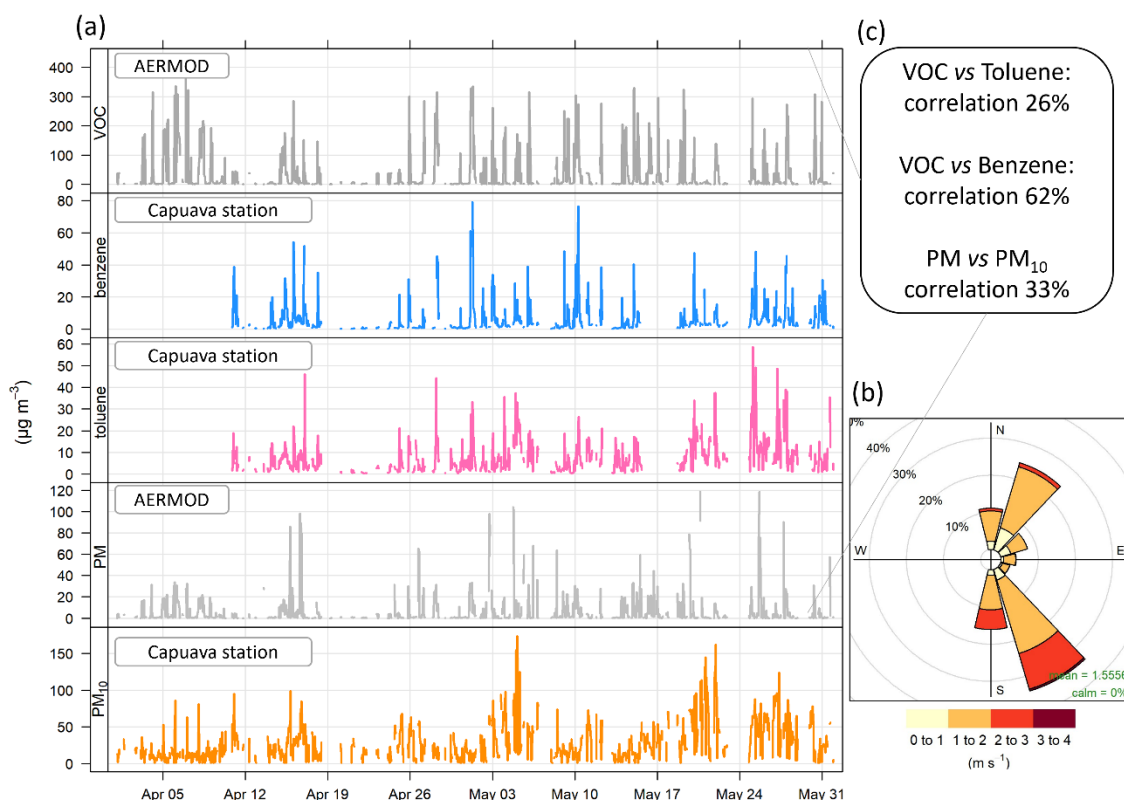 (a)
AERMOD
VOC
400
300
200
100
0
Capuava station
benzene
80
60
40
20
0
Capuava station
toluene
60
50
40
30
20
10
0
(µg m⁻³)
AERMOD
PM
120
100
80
60
40
20
0
Capuava station
PM₁₀
150
100
50
0
Apr 05 Apr 12 Apr 19 Apr 26 May 03 May 10 May 17 May 24 May 31
(c)
VOC vs Toluene:
correlation 26%
VOC vs Benzene:
correlation 62%
PM vs PM₁₀
correlation 33%
(b)
N
40%
30%
20%
10%
W
E
S
mean = 1.5556
calm = 0%
0 to 1 1 to 2 2 to 3 3 to 4
(m s⁻¹)